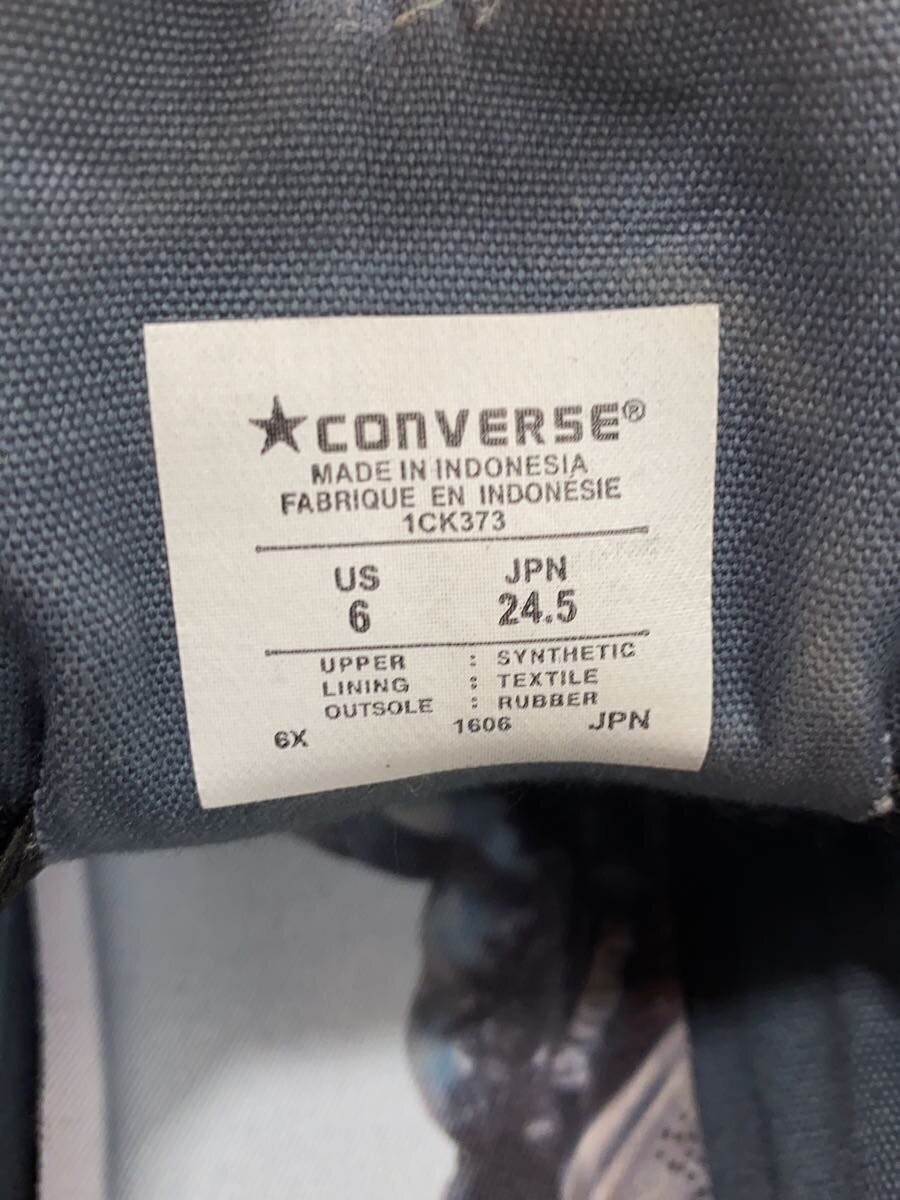 ★CONVERSE®
MADE IN INDONESIA
FABRIQUE EN INDONESIE
1CK373
US JPN
6 24.5
UPPER : SYNTHETIC
LINING : TEXTILE
OUTSOLE : RUBBER
6X 1606 JPN